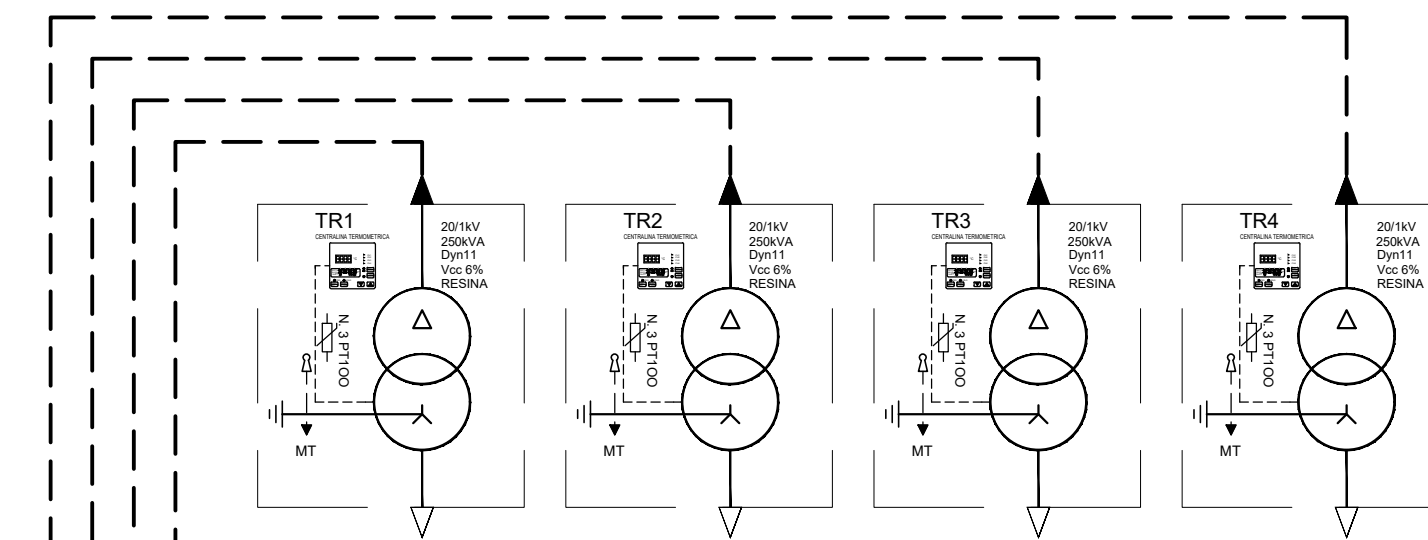 TR1
CENTRALINA TERMOMETRICA
20/1kV
250kVA
Dyn11
Vcc 6%
RESINA
N. 3 PT100
MT
TR2
CENTRALINA TERMOMETRICA
20/1kV
250kVA
Dyn11
Vcc 6%
RESINA
N. 3 PT100
MT
TR3
CENTRALINA TERMOMETRICA
20/1kV
250kVA
Dyn11
Vcc 6%
RESINA
N. 3 PT100
MT
TR4
CENTRALINA TERMOMETRICA
20/1kV
250kVA
Dyn11
Vcc 6%
RESINA
N. 3 PT100
MT